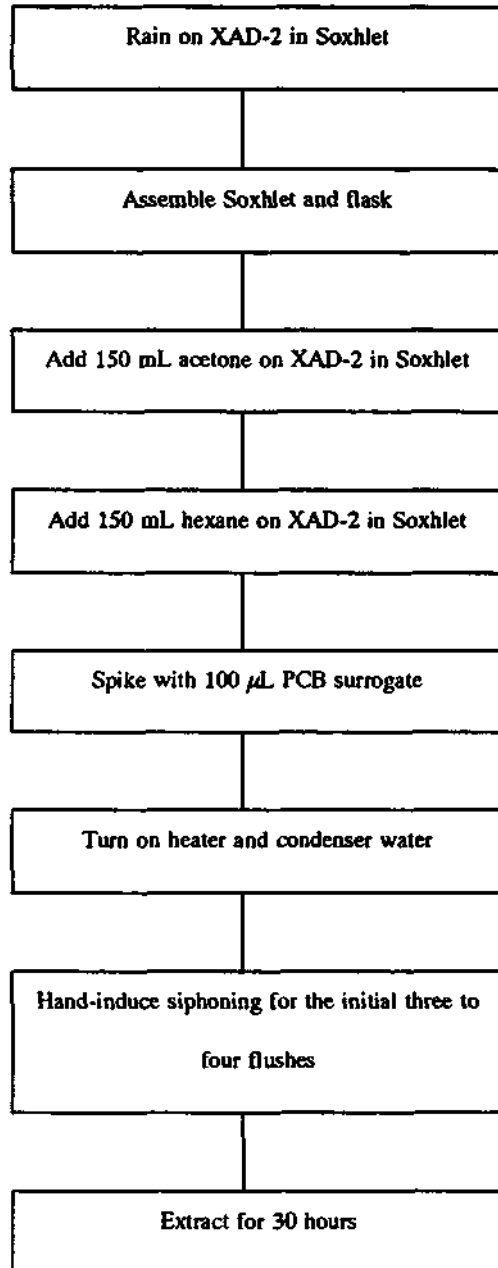 Rain on XAD-2 in Soxhlet
Assemble Soxhlet and flask
Add 150 mL acetone on XAD-2 in Soxhlet
Add 150 mL hexane on XAD-2 in Soxhlet
Spike with 100 μL PCB surrogate
Turn on heater and condenser water
Hand-induce siphoning for the initial three to
four flushes
Extract for 30 hours